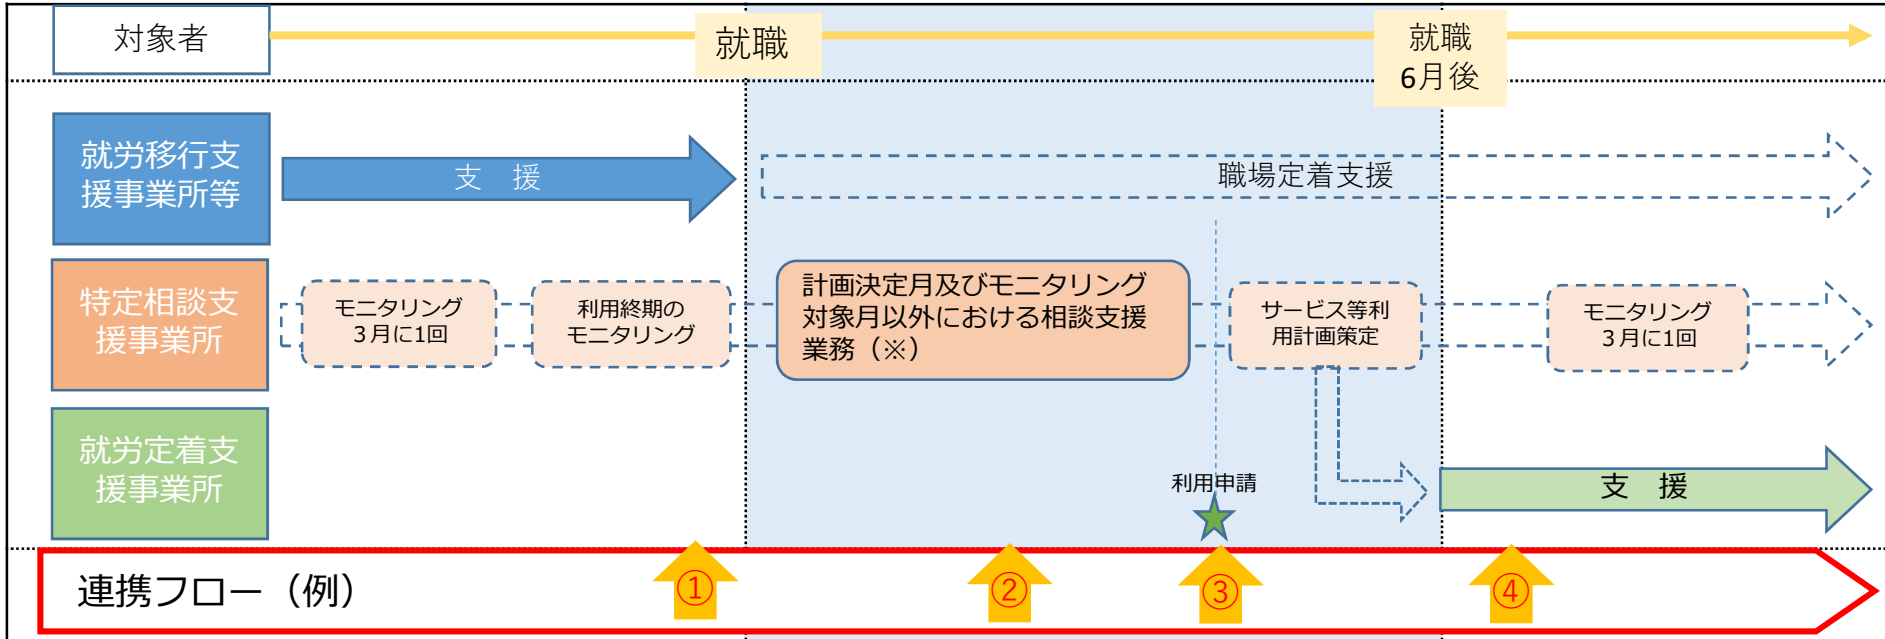 対象者
就職
就職
6月後
就労移行支
援事業所等
支　援
職場定着支援
特定相談支
援事業所
モニタリング
３月に1回
利用終期の
モニタリング
計画決定月及びモニタリング
対象月以外における相談支援
業務（※）
サービス等利
用計画策定
モニタリング
３月に1回
就労定着支
援事業所
利用申請
支　援
連携フロー（例）
①
②
③
④